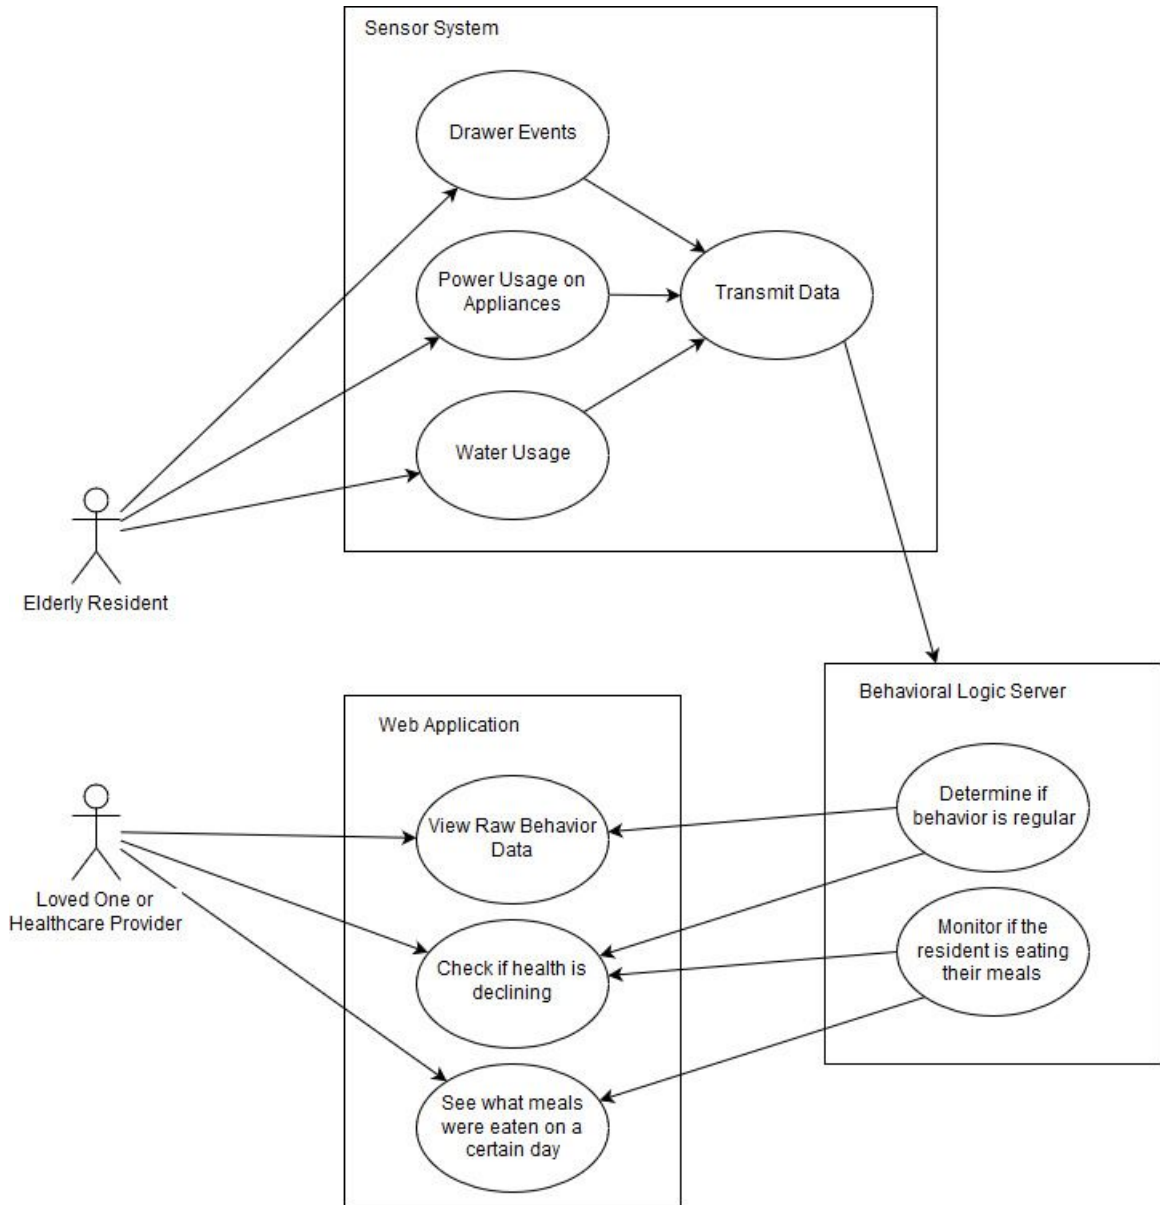 Sensor System
Drawer Events
Power Usage on
Appliances
Transmit Data
Water Usage
Elderly Resident
Behavioral Logic Server
Web Application
Determine if
behavior is regular
View Raw Behavior
Data
Loved One or
Healthcare Provider
Monitor if the
resident is eating
their meals
Check if health is
declining
See what meals
were eaten on a
certain day